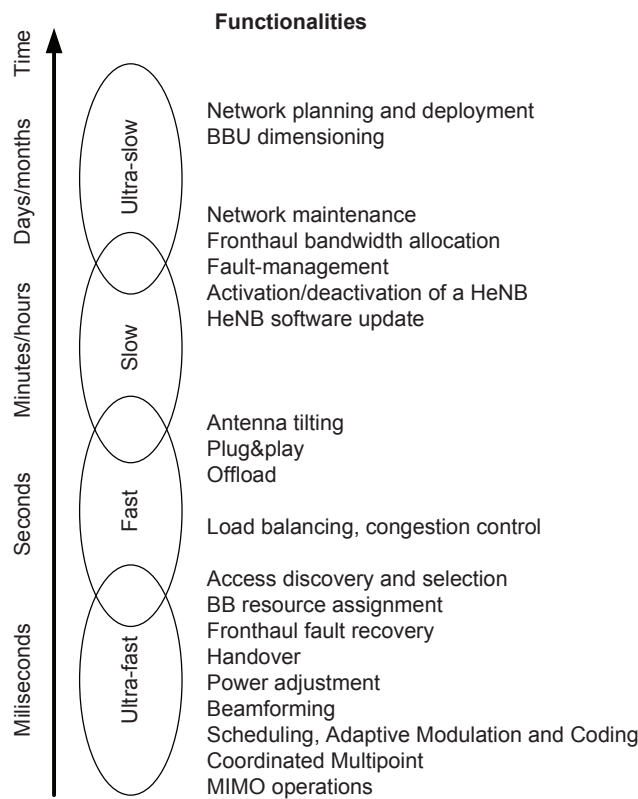 Functionalities
Time
Days/months
Ultra-slow
Network planning and deployment
BBU dimensioning
Network maintenance
Fronthaul bandwidth allocation
Fault-management
Activation/deactivation of a HeNB
HeNB software update
Minutes/hours
Slow
Antenna tilting
Plug&play
Offload
Seconds
Fast
Load balancing, congestion control
Access discovery and selection
BB resource assignment
Fronthaul fault recovery
Handover
Power adjustment
Beamforming
Scheduling, Adaptive Modulation and Coding
Coordinated Multipoint
MIMO operations
Miliseconds
Ultra-fast